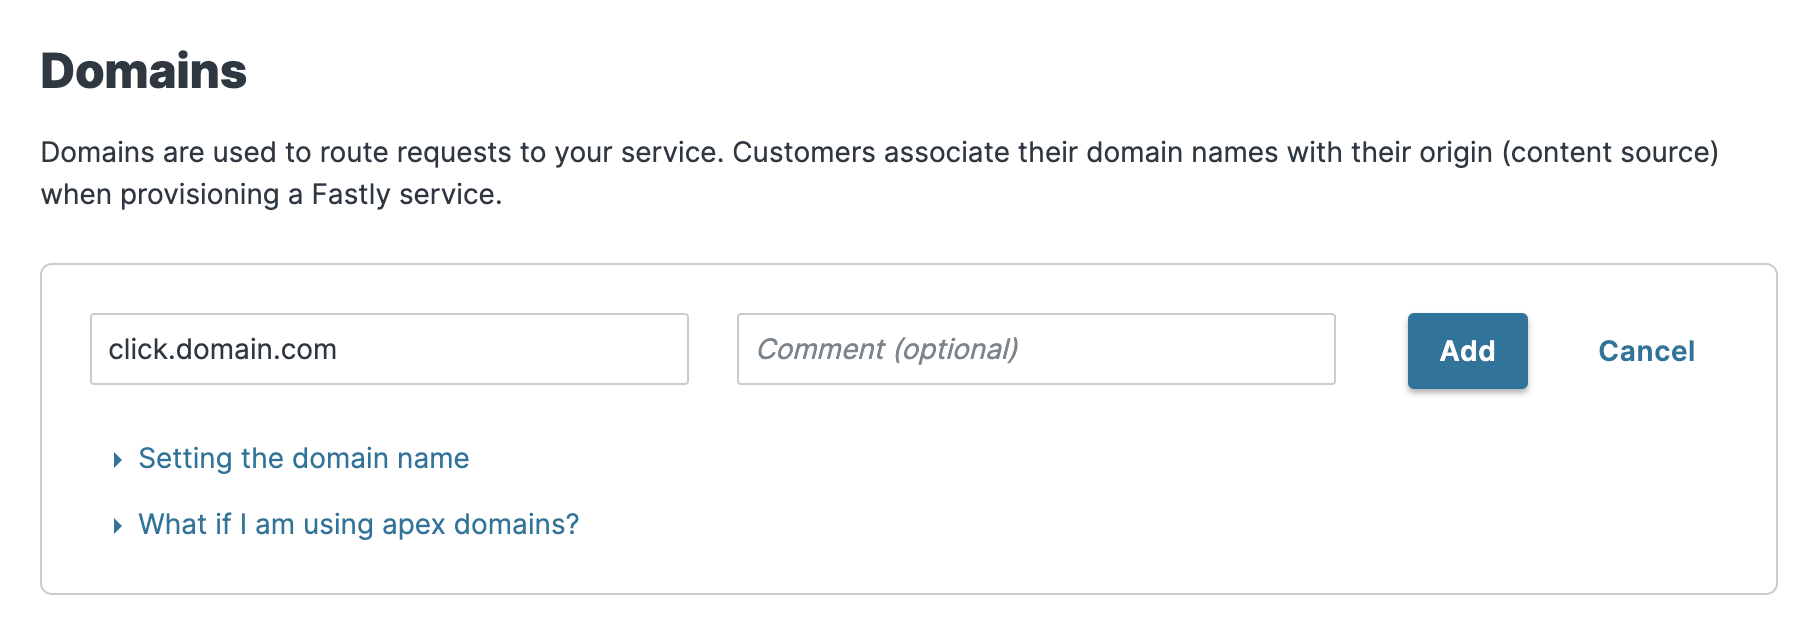 Domains
Domains are used to route requests to your service. Customers associate their domain names with their origin (content source)
when provisioning a Fastly service.
click.domain.com
Comment (optional)
Add
Cancel
Setting the domain name
What if I am using apex domains?